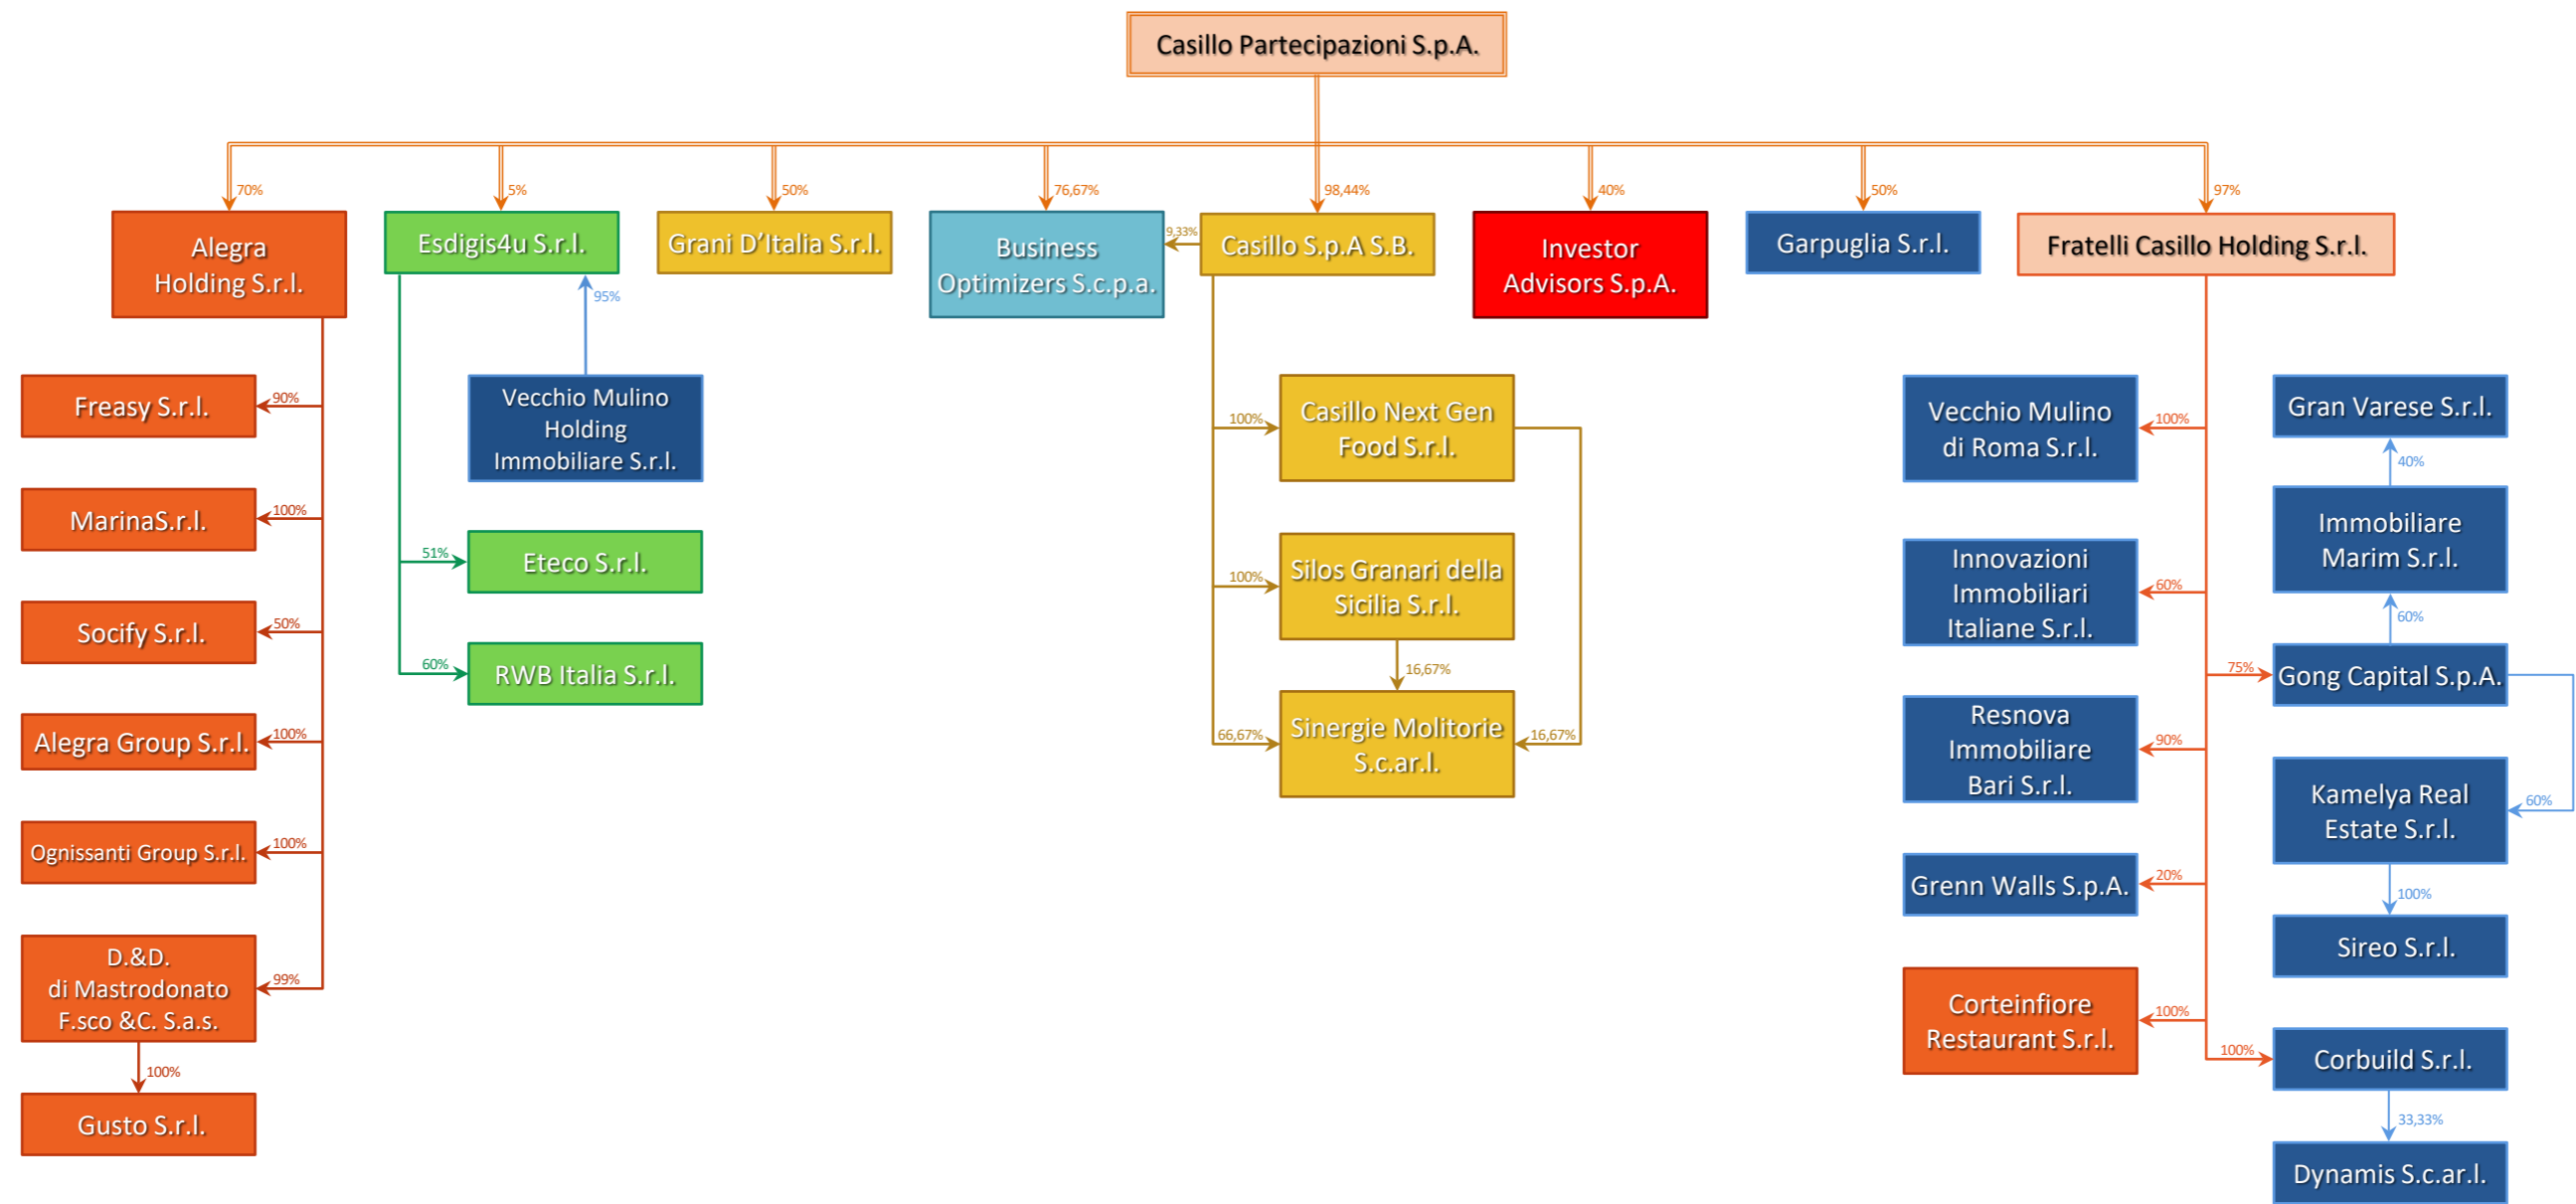 Casillo Partecipazioni S.p.A.
70%
5%
50%
76,67%
98,44%
40%
50%
97%
Alegra
Holding S.r.l.
Esdigis4u S.r.l.
Grani D'Italia S.r.l.
Business
Optimizers S.c.p.a.
9,33%
Casillo S.p.A S.B.
Investor
Advisors S.p.A.
Garpuglia S.r.l.
Fratelli Casillo Holding S.r.l.
95%
Freasy S.r.l.
90%
MarinaS.r.l.
100%
Socify S.r.l.
50%
Alegra Group S.r.l.
100%
Ognissanti Group S.r.l.
100%
D.&D.
di Mastrodonato
F.sco &C. S.a.s.
99%
100%
Gusto S.r.l.
Vecchio Mulino
Holding
Immobiliare S.r.l.
51%
Eteco S.r.l.
60%
RWB Italia S.r.l.
100%
Casillo Next Gen
Food S.r.l.
100%
Silos Granari della
Sicilia S.r.l.
16,67%
66,67%
Sinergie Molitorie
S.c.ar.l.
16,67%
Vecchio Mulino
di Roma S.r.l.
100%
Innovazioni
Immobiliari
Italiane S.r.l.
60%
Resnova
Immobiliare
Bari S.r.l.
90%
Grenn Walls S.p.A.
20%
Corteinfiore
Restaurant S.r.l.
100%
Gran Varese S.r.l.
40%
Immobiliare
Marim S.r.l.
60%
75%
Gong Capital S.p.A.
Kamelya Real
Estate S.r.l.
60%
100%
Sireo S.r.l.
100%
Corbuild S.r.l.
33,33%
Dynamis S.c.ar.l.